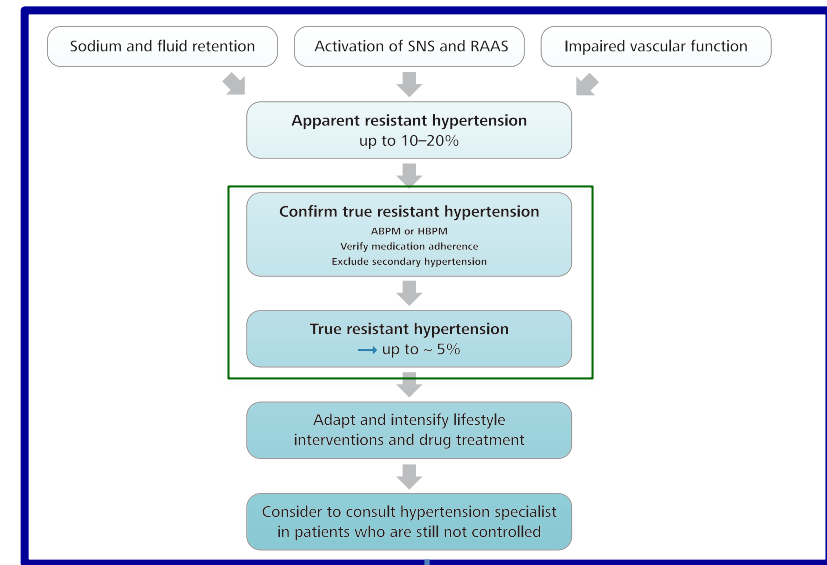 Sodium and fluid retention
Activation of SNS and RAAS
Impaired vascular function
Apparent resistant hypertension
up to 10–20%
Confirm true resistant hypertension
ABPM or HBPM
Verify medication adherence
Exclude secondary hypertension
True resistant hypertension
→ up to ~ 5%
Adapt and intensify lifestyle
interventions and drug treatment
Consider to consult hypertension specialist
in patients who are still not controlled